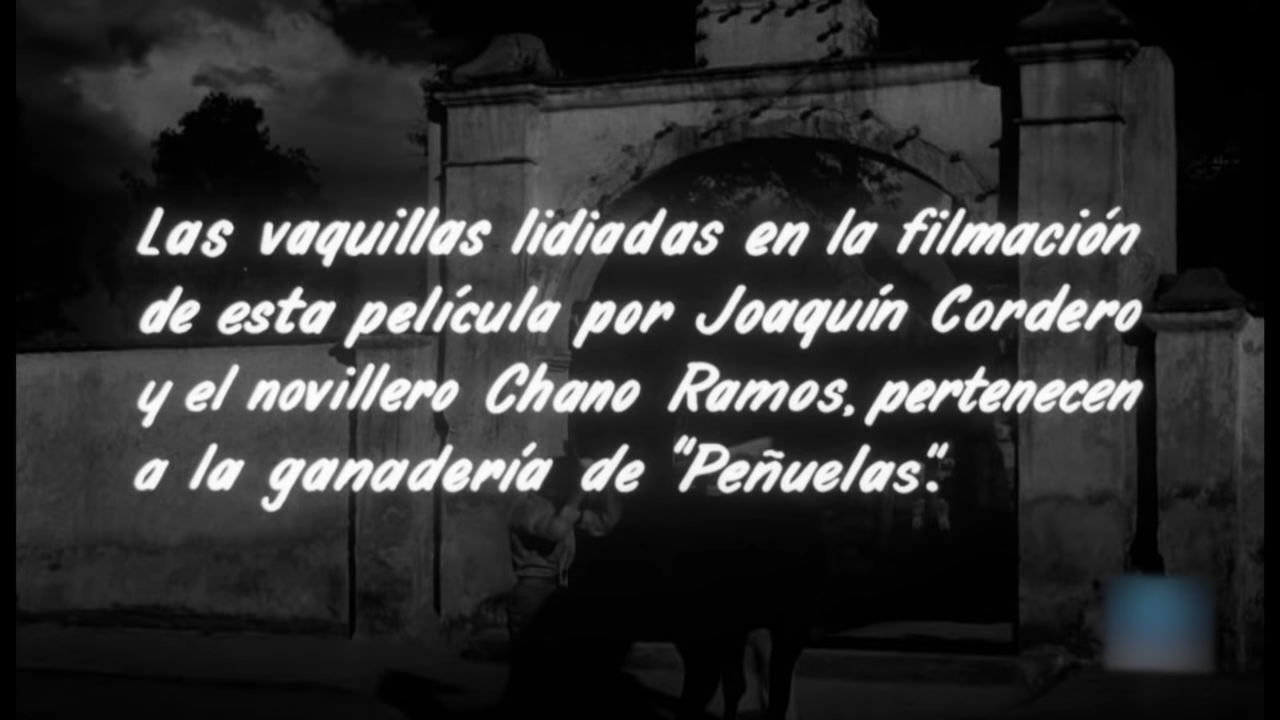 Las vaquillas lidiadas en la filmación
de esta película por Joaquín Cordero
y el novillero Chano Ramos, pertenecen
a la ganadería de "Peñuelas".